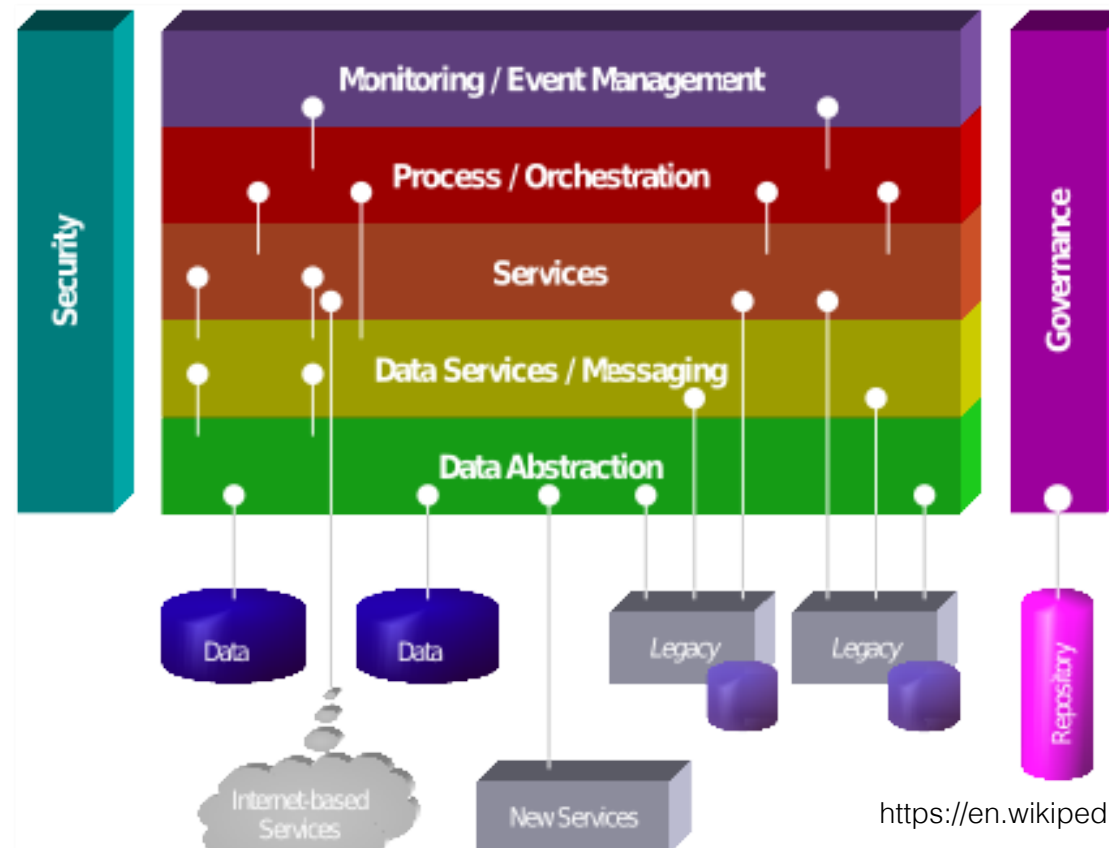 Security
Monitoring / Event Management
Process / Orchestration
Services
Data Services / Messaging
Data Abstraction
Governance
Data
Data
Legacy
Legacy
Repository
Internet-based
Services
New Services
https://en.wikiped